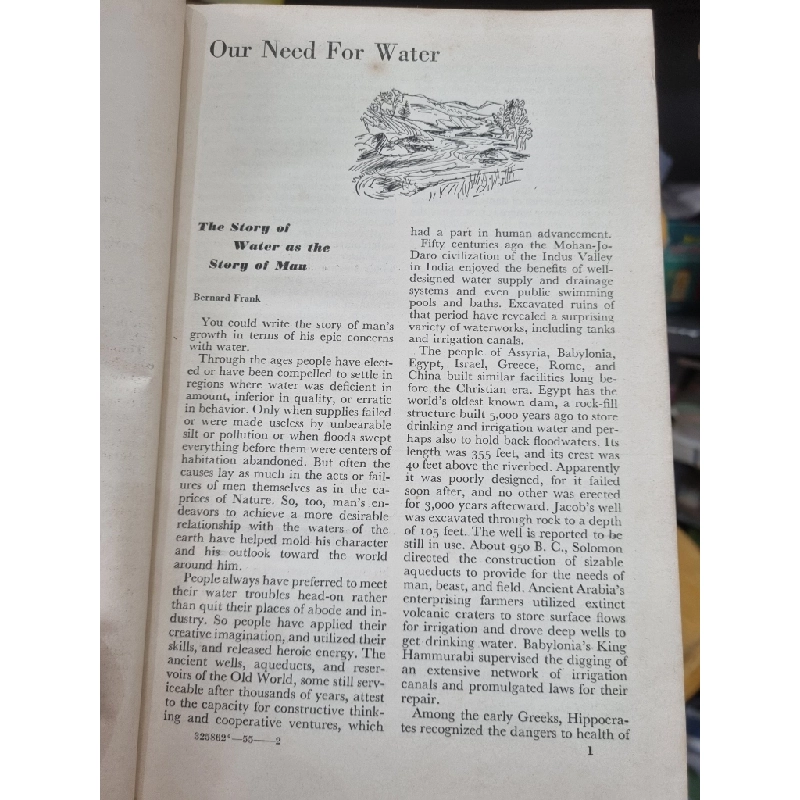 Our Need For Water
The Story of
Water as the
Story of Man
Bernard Frank
You could write the story of man's
growth in terms of his epic concerns
with water.
Through the ages people have elect-
ed or have been compelled to settle in
regions where water was deficient in
amount, inferior in quality, or erratic
in behavior. Only when supplies failed
or were made useless by unbearable
silt or pollution or when floods swept
everything before them were centers of
habitation abandoned. But often the
causes lay as much in the acts or fail-
ures of men themselves as in the ca-
prices of Nature. So, too, man's en-
deavors to achieve a more desirable
relationship with the waters of the
earth have helped mold his character
and his outlook toward the world
around him.
People always have preferred to meet
their water troubles head-on rather
than quit their places of abode and in-
dustry. So people have applied their
creative imagination, and utilized their
skills, and released heroic energy. The
ancient wells, aqueducts, and reser-
voirs of the Old World, some still serv-
iceable after thousands of years, attest
to the capacity for constructive think-
ing and cooperative ventures, which
325862°—55——2
had a part in human advancement.
Fifty centuries ago the Mohan-Jo-
Daro civilization of the Indus Valley
in India enjoyed the benefits of well-
designed water supply and drainage
systems and even public swimming
pools and baths. Excavated ruins of
that period have revealed a surprising
variety of waterworks, including tanks
and irrigation canals.
The people of Assyria, Babylonia,
Egypt, Israel, Greece, Rome, and
China built similar facilities long be-
fore the Christian era. Egypt has the
world's oldest known dam, a rock-fill
structure built 5,000 years ago to store
drinking and irrigation water and per-
haps also to hold back floodwaters. Its
length was 355 feet, and its crest was
40 feet above the riverbed. Apparently
it was poorly designed, for it failed
soon after, and no other was erected
for 3,000 years afterward. Jacob's well
was excavated through rock to a depth
of 105 feet. The well is reported to be
still in use. About 950 B. C., Solomon
directed the construction of sizable
aqueducts to provide for the needs of
man, beast, and field. Ancient Arabia's
enterprising farmers utilized extinct
volcanic craters to store surface flows
for irrigation and drove deep wells to
get drinking water. Babylonia's King
Hammurabi supervised the digging of
an extensive network of irrigation
canals and promulgated laws for their
repair.
Among the early Greeks, Hippocra-
tes recognized the dangers to health of
1